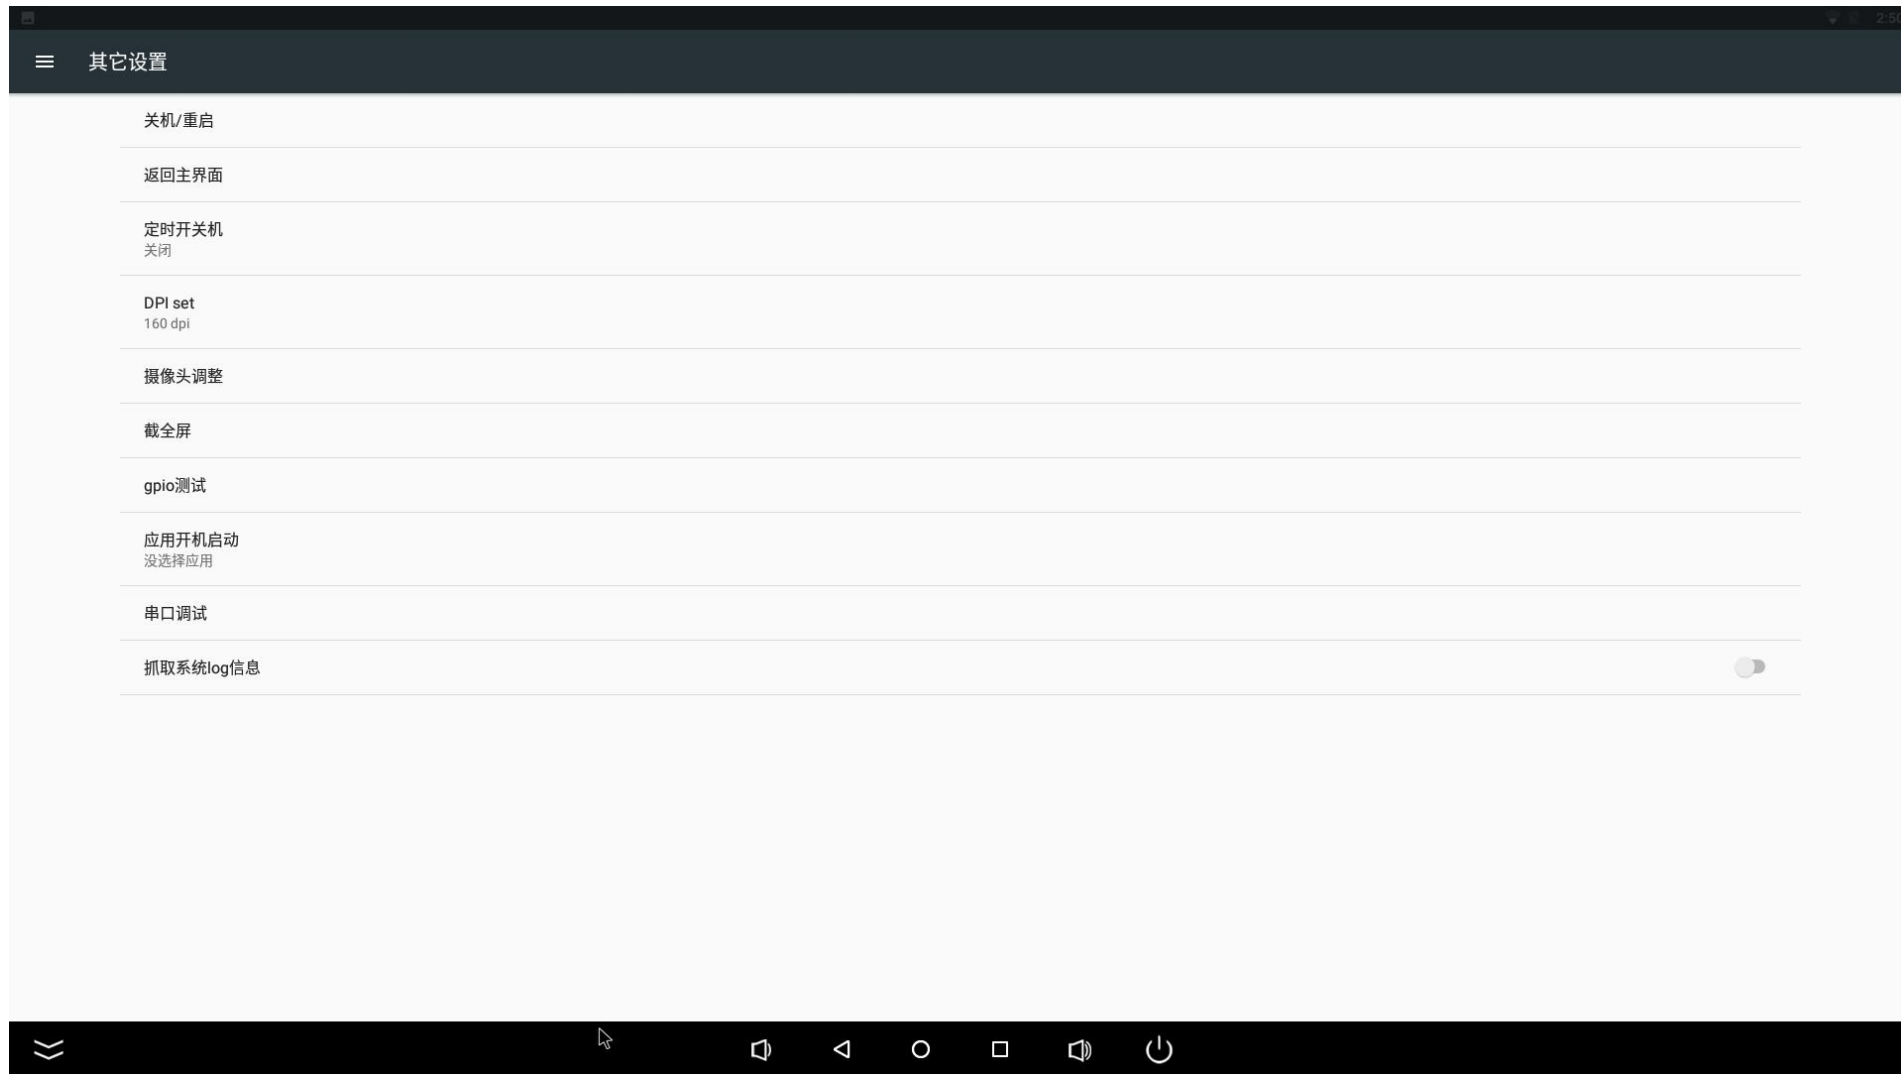 其它设置
关机/重启
返回主界面
定时开关机
关闭
DPI set
160 dpi
摄像头调整
截全屏
gpio测试
应用开机启动
没选择应用
串口调试
抓取系统log信息